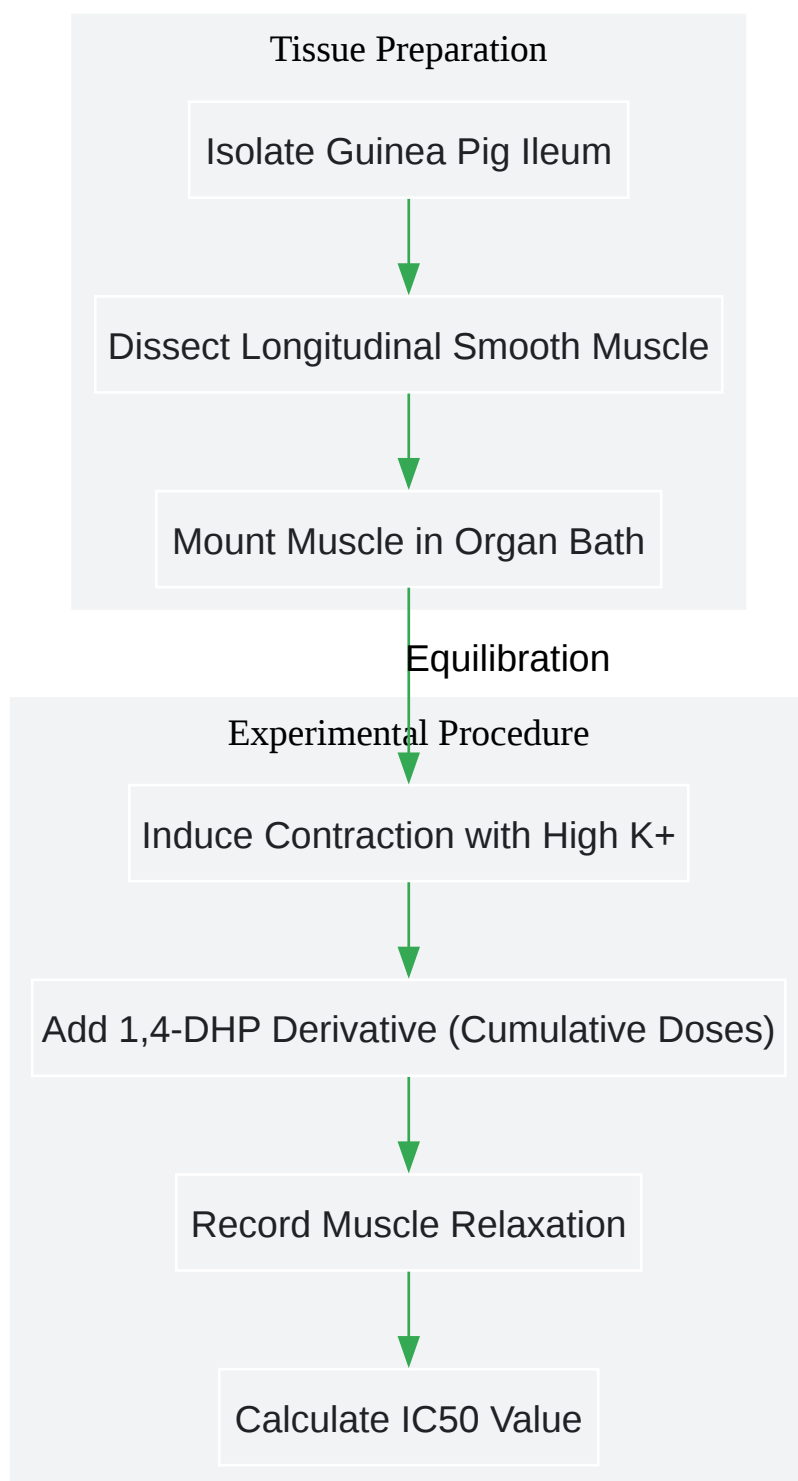 Tissue Preparation
Isolate Guinea Pig Ileum
Dissect Longitudinal Smooth Muscle
Mount Muscle in Organ Bath
Equilibration
Experimental Procedure
Induce Contraction with High K+
Add 1,4-DHP Derivative (Cumulative Doses)
Record Muscle Relaxation
Calculate IC50 Value